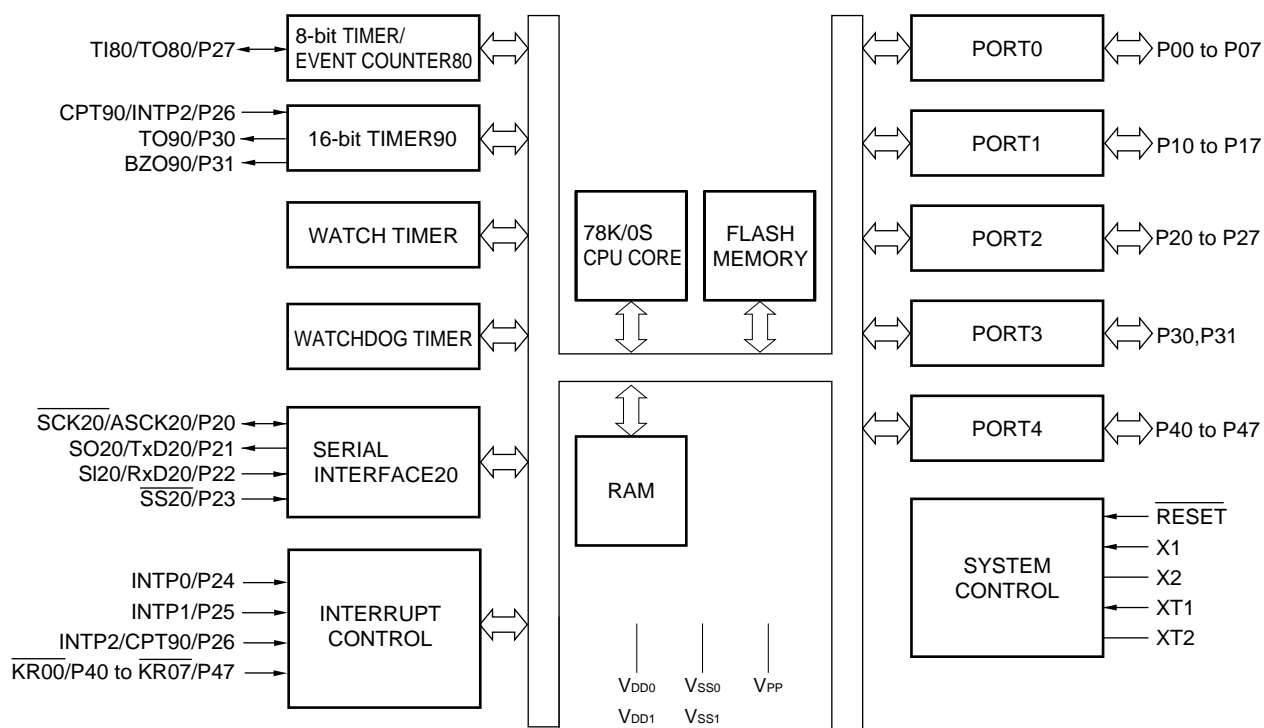 TI80/TO80/P27
8-bit TIMER/
EVENT COUNTER80
CPT90/INTP2/P26
TO90/P30
BZO90/P31
16-bit TIMER90
WATCH TIMER
WATCHDOG TIMER
SCK20/ASCK20/P20
SO20/TxD20/P21
SI20/RxD20/P22
SS20/P23
SERIAL
INTERFACE20
INTP0/P24
INTP1/P25
INTP2/CPT90/P26
KR00/P40 to KR07/P47
INTERRUPT
CONTROL
78K/0S
CPU CORE
FLASH
MEMORY
RAM
VDD0
VSS0
VPP
VDD1
VSS1
PORT0
P00 to P07
PORT1
P10 to P17
PORT2
P20 to P27
PORT3
P30,P31
PORT4
P40 to P47
SYSTEM
CONTROL
RESET
X1
X2
XT1
XT2